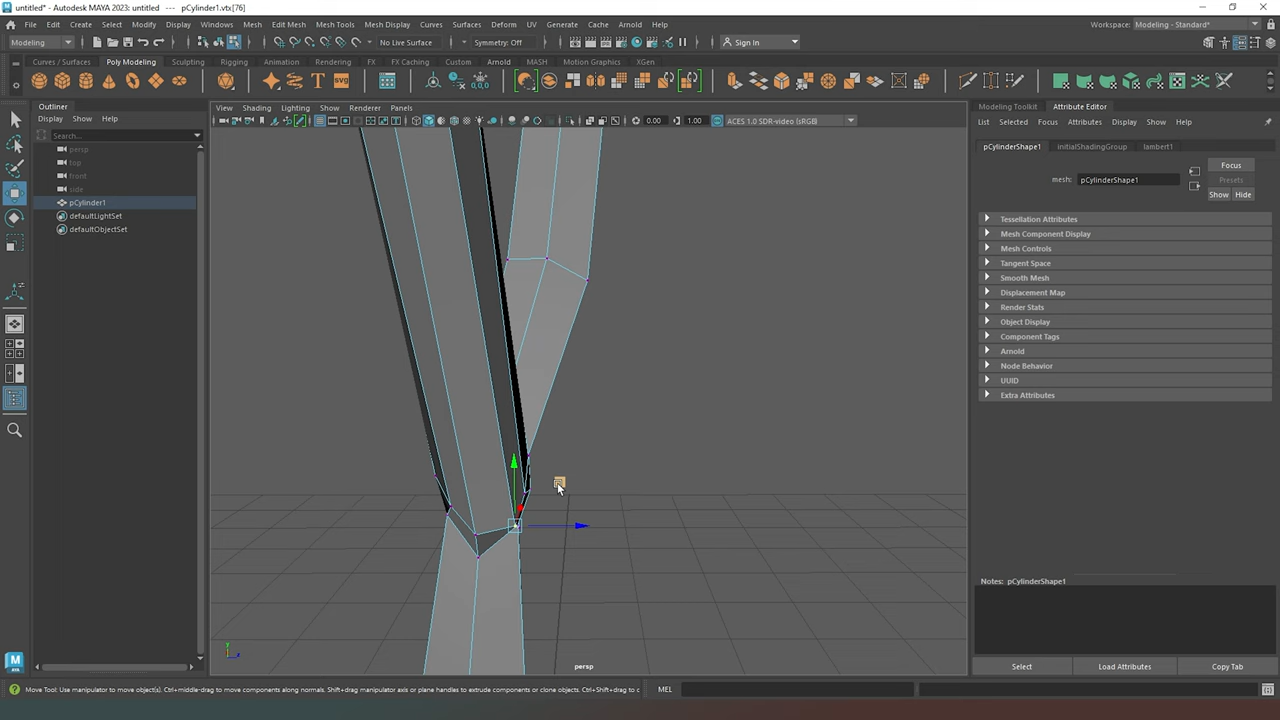 untitled* - Autodesk MAYA 2023: untitled --- pCylinder1.vtx[76]
File Edit Create Select Modify Display Windows Mesh Edit Mesh Mesh Tools Mesh Display Curves Surfaces Deform UV Generate Cache Arnold Help
Workspace: Modeling - Standard*
Modeling No Live Surface Symmetry: Off Sign In
Curves / Surfaces Poly Modeling Sculpting Rigging Animation Rendering FX FX Caching Custom Arnold MASH Motion Graphics XGen
Outliner
Display Show Help
Search...
persp
top
front
side
pCylinder1
defaultLightSet
defaultObjectSet
View Shading Lighting Show Renderer Panels
0.00 1.00 ACES 1.0 SDR-video (sRGB)
persp
Modeling Toolkit Attribute Editor
List Selected Focus Attributes Display Show Help
pCylinderShape1 initialShadingGroup lambert1
mesh: pCylinderShape1
Focus
Presets
Show Hide
Tessellation Attributes
Mesh Component Display
Mesh Controls
Tangent Space
Smooth Mesh
Displacement Map
Render Stats
Object Display
Component Tags
Arnold
Node Behavior
UUID
Extra Attributes
Notes: pCylinderShape1
Select Load Attributes Copy Tab
Move Tool: Use manipulator to move object(s). Ctrl+middle-drag to move components along normals. Shift+drag manipulator axis or plane handles to extrude components or clone objects. Ctrl+Shift+drag to c
MEL